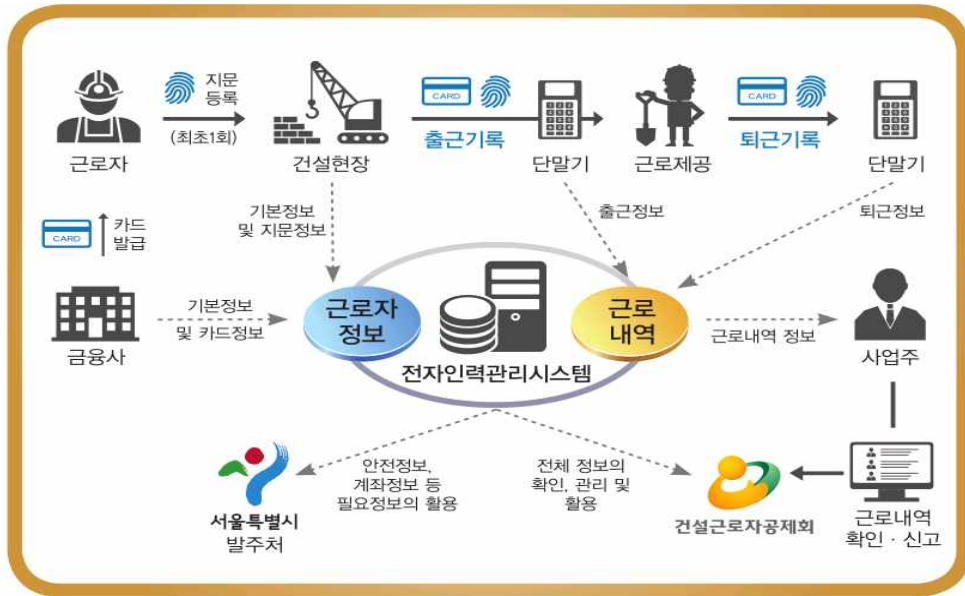 지문
등록
(최초1회)
CARD
출근기록
CARD
퇴근기록
근로자
건설현장
단말기
근로제공
단말기
CARD
카드
발급
기본정보
및 지문정보
출근정보
퇴근정보
금융사
기본정보
및 카드정보
근로자
정보
전자인력관리시스템
근로
내역
근로내역 정보
사업주
안전정보,
계좌정보 등
필요정보의 활용
전체 정보의
확인, 관리 및
활용
서울특별시
발주처
건설근로자공제회
근로내역
확인 · 신고